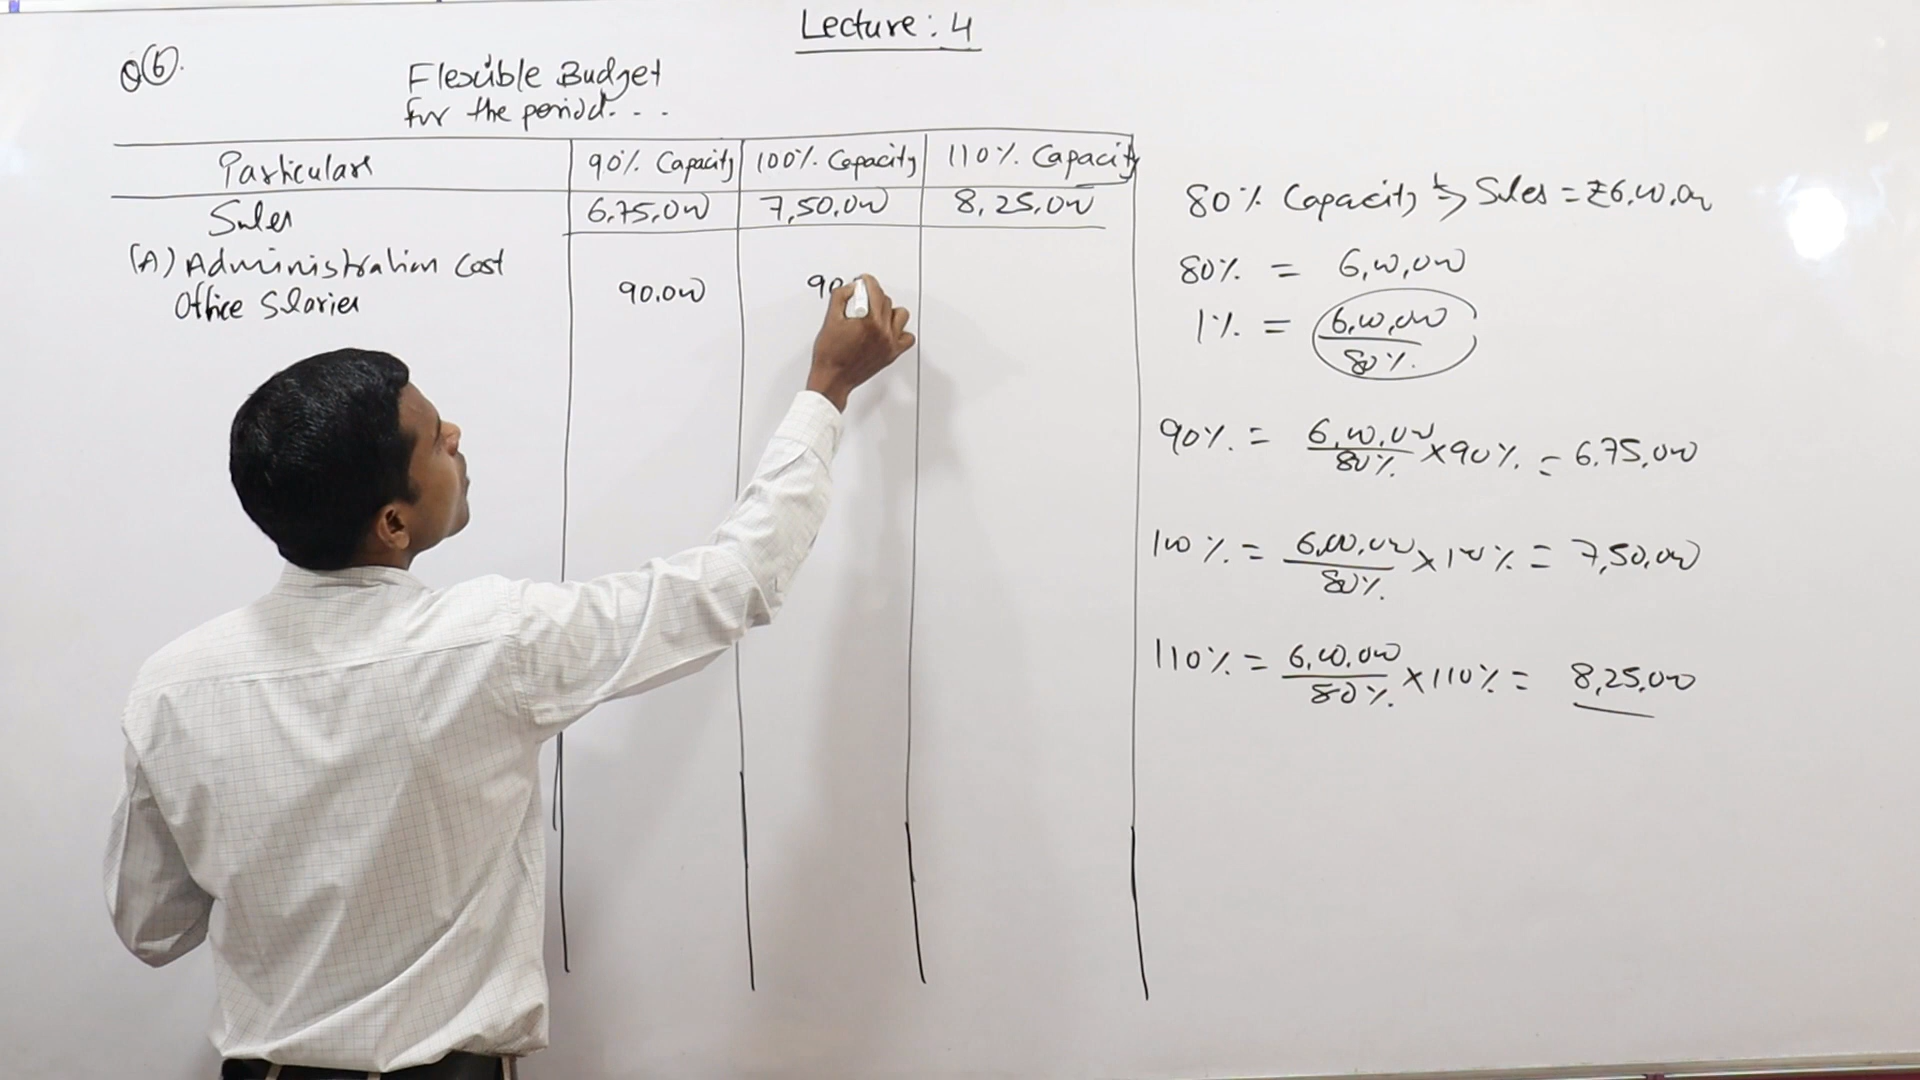 Lecture : 4
Q6.
Flexible Budget
for the period...
Particulars 90% Capacity 100% Capacity 110% Capacity
Sales 6,75,000 7,50,000 8,25,000
(A) Administration Cost
Office Salaries 90,000 90
80% Capacity ⇒ Sales = ₹6,00,000
80% = 6,00,000
1% = 6,00,000
80%
90% = 6,00,000 × 90% = 6,75,000
80%
100% = 6,00,000 × 100% = 7,50,000
80%
110% = 6,00,000 × 110% = 8,25,000
80%